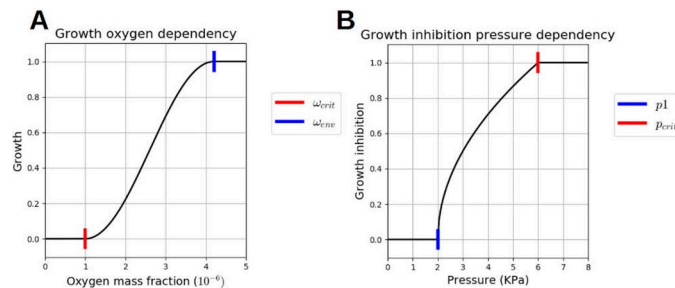 A
Growth oxygen dependency
1.0
0.8
0.6
0.4
0.2
0.0
Growth
0 1 2 3 4 5
Oxygen mass fraction (10⁻⁶)
ω_crit
ω_env
B
Growth inhibition pressure dependency
1.0
0.8
0.6
0.4
0.2
0.0
Growth inhibition
0 1 2 3 4 5 6 7 8
Pressure (KPa)
p1
p_crit